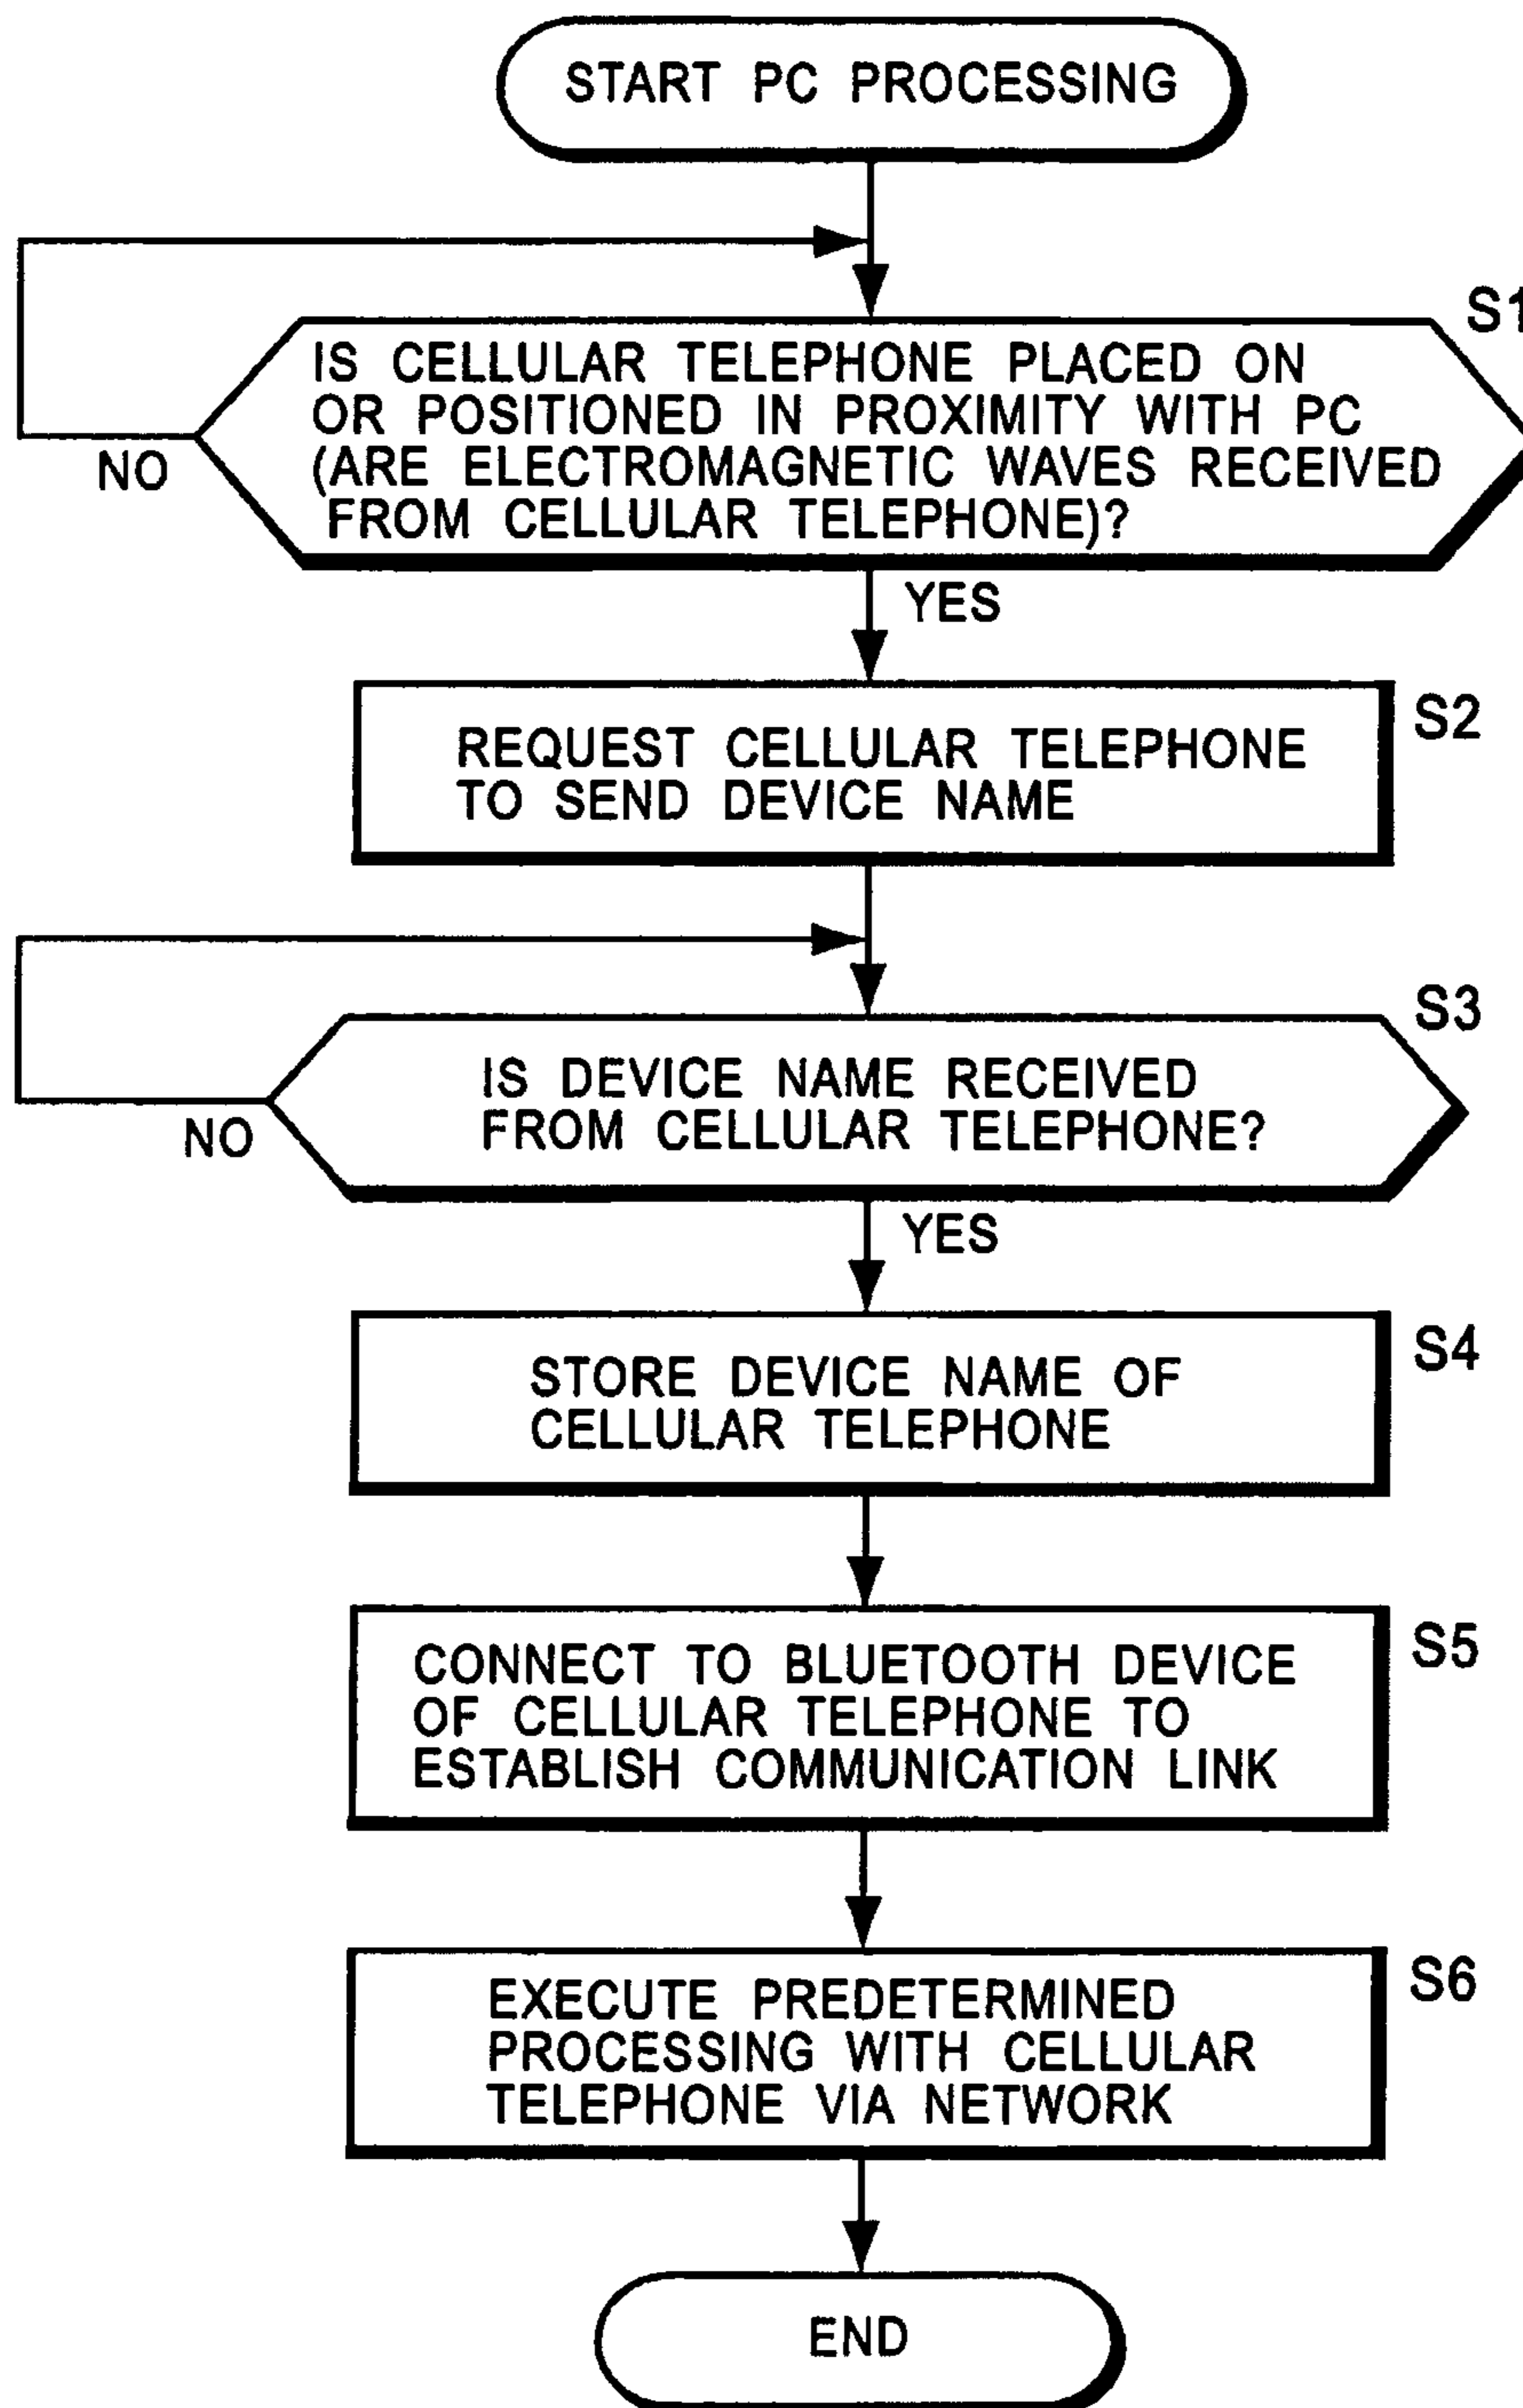 START PC PROCESSING
S1
IS CELLULAR TELEPHONE PLACED ON
OR POSITIONED IN PROXIMITY WITH PC
(ARE ELECTROMAGNETIC WAVES RECEIVED
FROM CELLULAR TELEPHONE)?
NO
YES
S2
REQUEST CELLULAR TELEPHONE
TO SEND DEVICE NAME
S3
IS DEVICE NAME RECEIVED
FROM CELLULAR TELEPHONE?
NO
YES
S4
STORE DEVICE NAME OF
CELLULAR TELEPHONE
S5
CONNECT TO BLUETOOTH DEVICE
OF CELLULAR TELEPHONE TO
ESTABLISH COMMUNICATION LINK
S6
EXECUTE PREDETERMINED
PROCESSING WITH CELLULAR
TELEPHONE VIA NETWORK
END